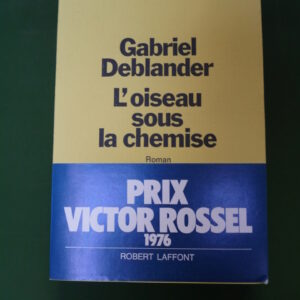 Gabriel
Deblander
L'oiseau
sous
la chemise
Roman
PRIX
VICTOR ROSSEL
1976
ROBERT LAFFONT